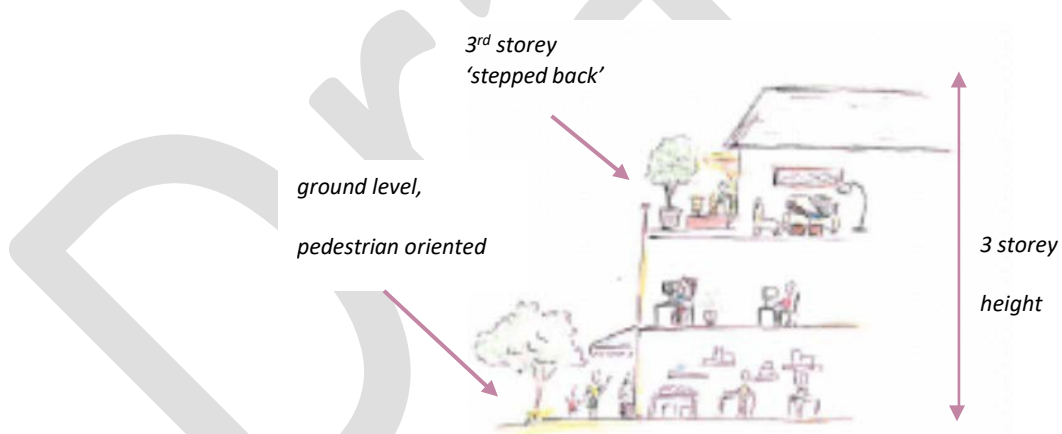 3rd storey
‘stepped back’
ground level,
pedestrian oriented
3 storey
height